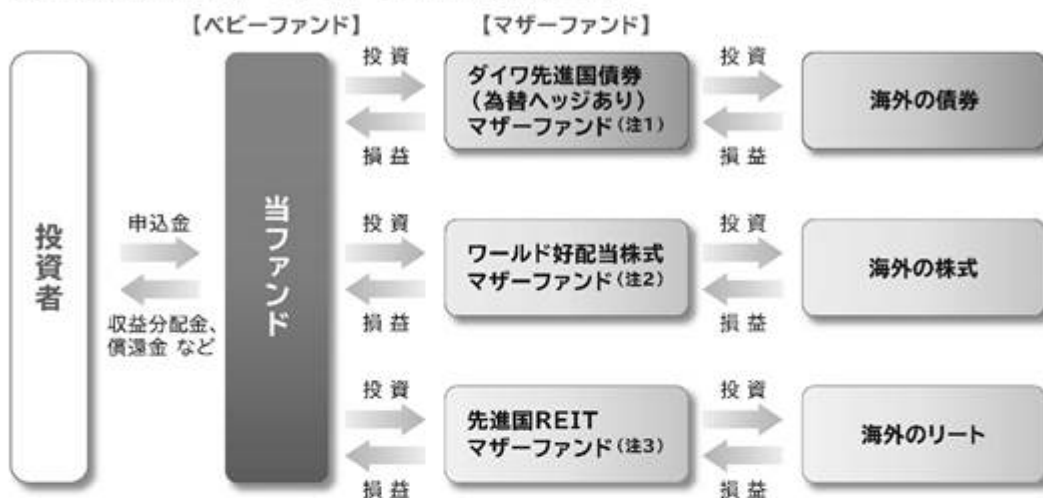 【ベビーファンド】
【マザーファンド】
投資者
申込金
収益分配金、
償還金 など
当ファンド
投 資
損 益
ダイワ先進国債券
（為替ヘッジあり）
マザーファンド（注1）
投 資
損 益
海外の債券
投 資
損 益
ワールド好配当株式
マザーファンド（注2）
投 資
損 益
海外の株式
投 資
損 益
先進国REIT
マザーファンド（注3）
投 資
損 益
海外のリート